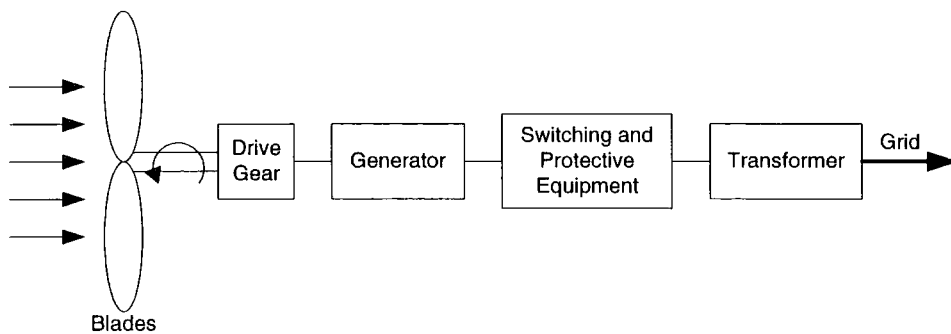 Drive
Gear
Generator
Switching and
Protective
Equipment
Transformer
Grid
Blades